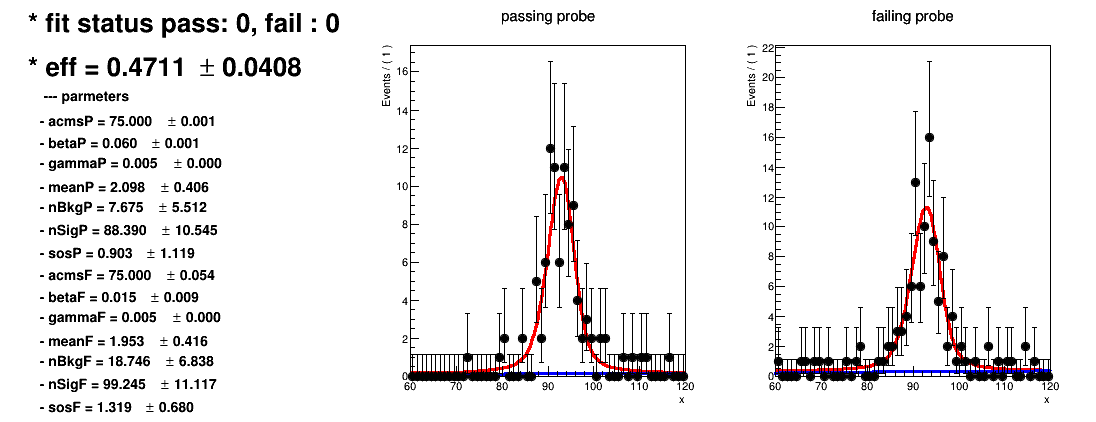 * fit status pass: 0, fail : 0
* eff = 0.4711 ± 0.0408
--- parmeters
- acmsP = 75.000 ± 0.001
- betaP = 0.060 ± 0.001
- gammaP = 0.005 ± 0.000
- meanP = 2.098 ± 0.406
- nBkgP = 7.675 ± 5.512
- nSigP = 88.390 ± 10.545
- sosP = 0.903 ± 1.119
- acmsF = 75.000 ± 0.054
- betaF = 0.015 ± 0.009
- gammaF = 0.005 ± 0.000
- meanF = 1.953 ± 0.416
- nBkgF = 18.746 ± 6.838
- nSigF = 99.245 ± 11.117
- sosF = 1.319 ± 0.680
passing probe
Events / ( 1 )
16
14
12
10
8
6
4
2
0
60 70 80 90 100 110 120
x
failing probe
Events / ( 1 )
22
20
18
16
14
12
10
8
6
4
2
0
60 70 80 90 100 110 120
x